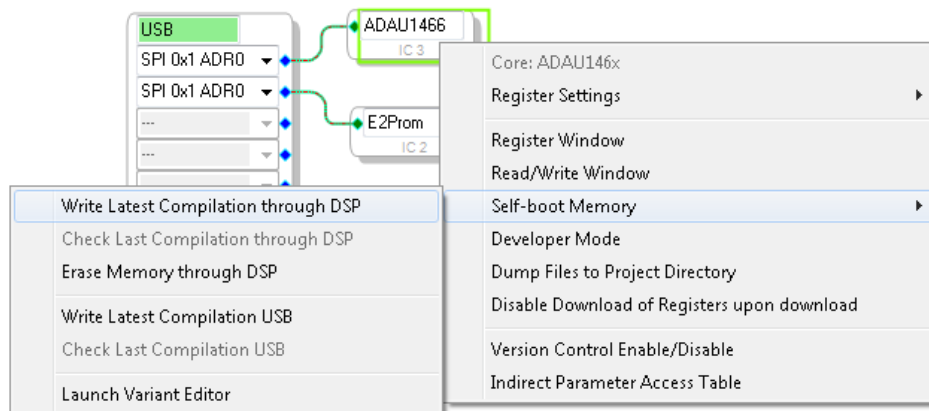 USB
SPI 0x1 ADR0
SPI 0x1 ADR0
---
---
ADAU1466
IC 3
E2Prom
IC 2
Core: ADAU146x
Register Settings
Register Window
Read/Write Window
Self-boot Memory
Developer Mode
Dump Files to Project Directory
Disable Download of Registers upon download
Version Control Enable/Disable
Indirect Parameter Access Table
Write Latest Compilation through DSP
Check Last Compilation through DSP
Erase Memory through DSP
Write Latest Compilation USB
Check Last Compilation USB
Launch Variant Editor